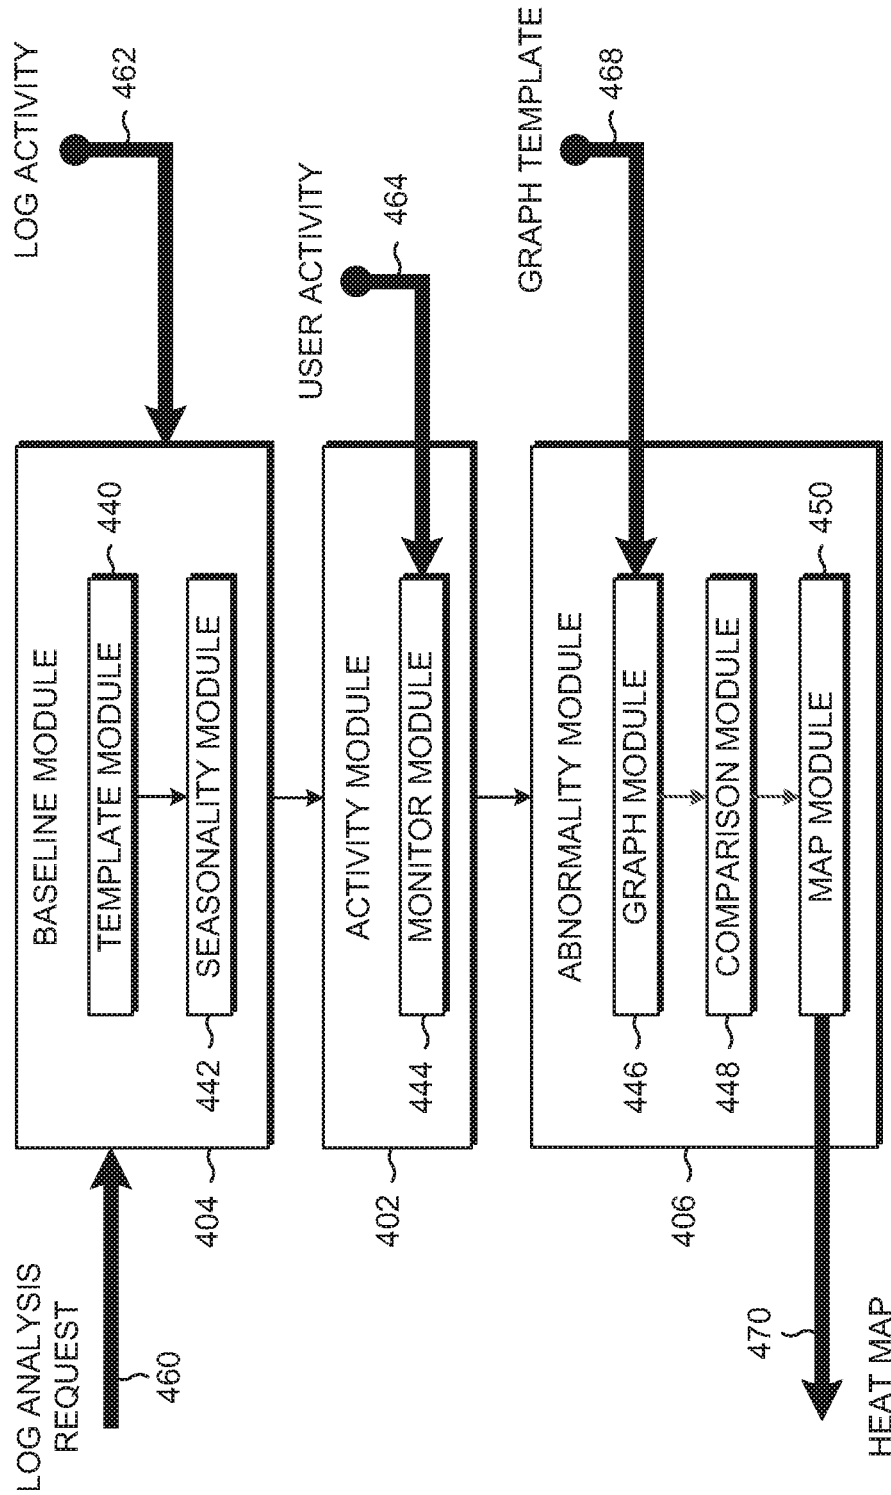 LOG ANALYSIS
REQUEST
460
BASELINE MODULE
TEMPLATE MODULE
440
SEASONALITY MODULE
442
404
LOG ACTIVITY
462
ACTIVITY MODULE
MONITOR MODULE
444
402
USER ACTIVITY
464
ABNORMALITY MODULE
GRAPH MODULE
446
COMPARISON MODULE
448
MAP MODULE
450
406
GRAPH TEMPLATE
468
470
HEAT MAP